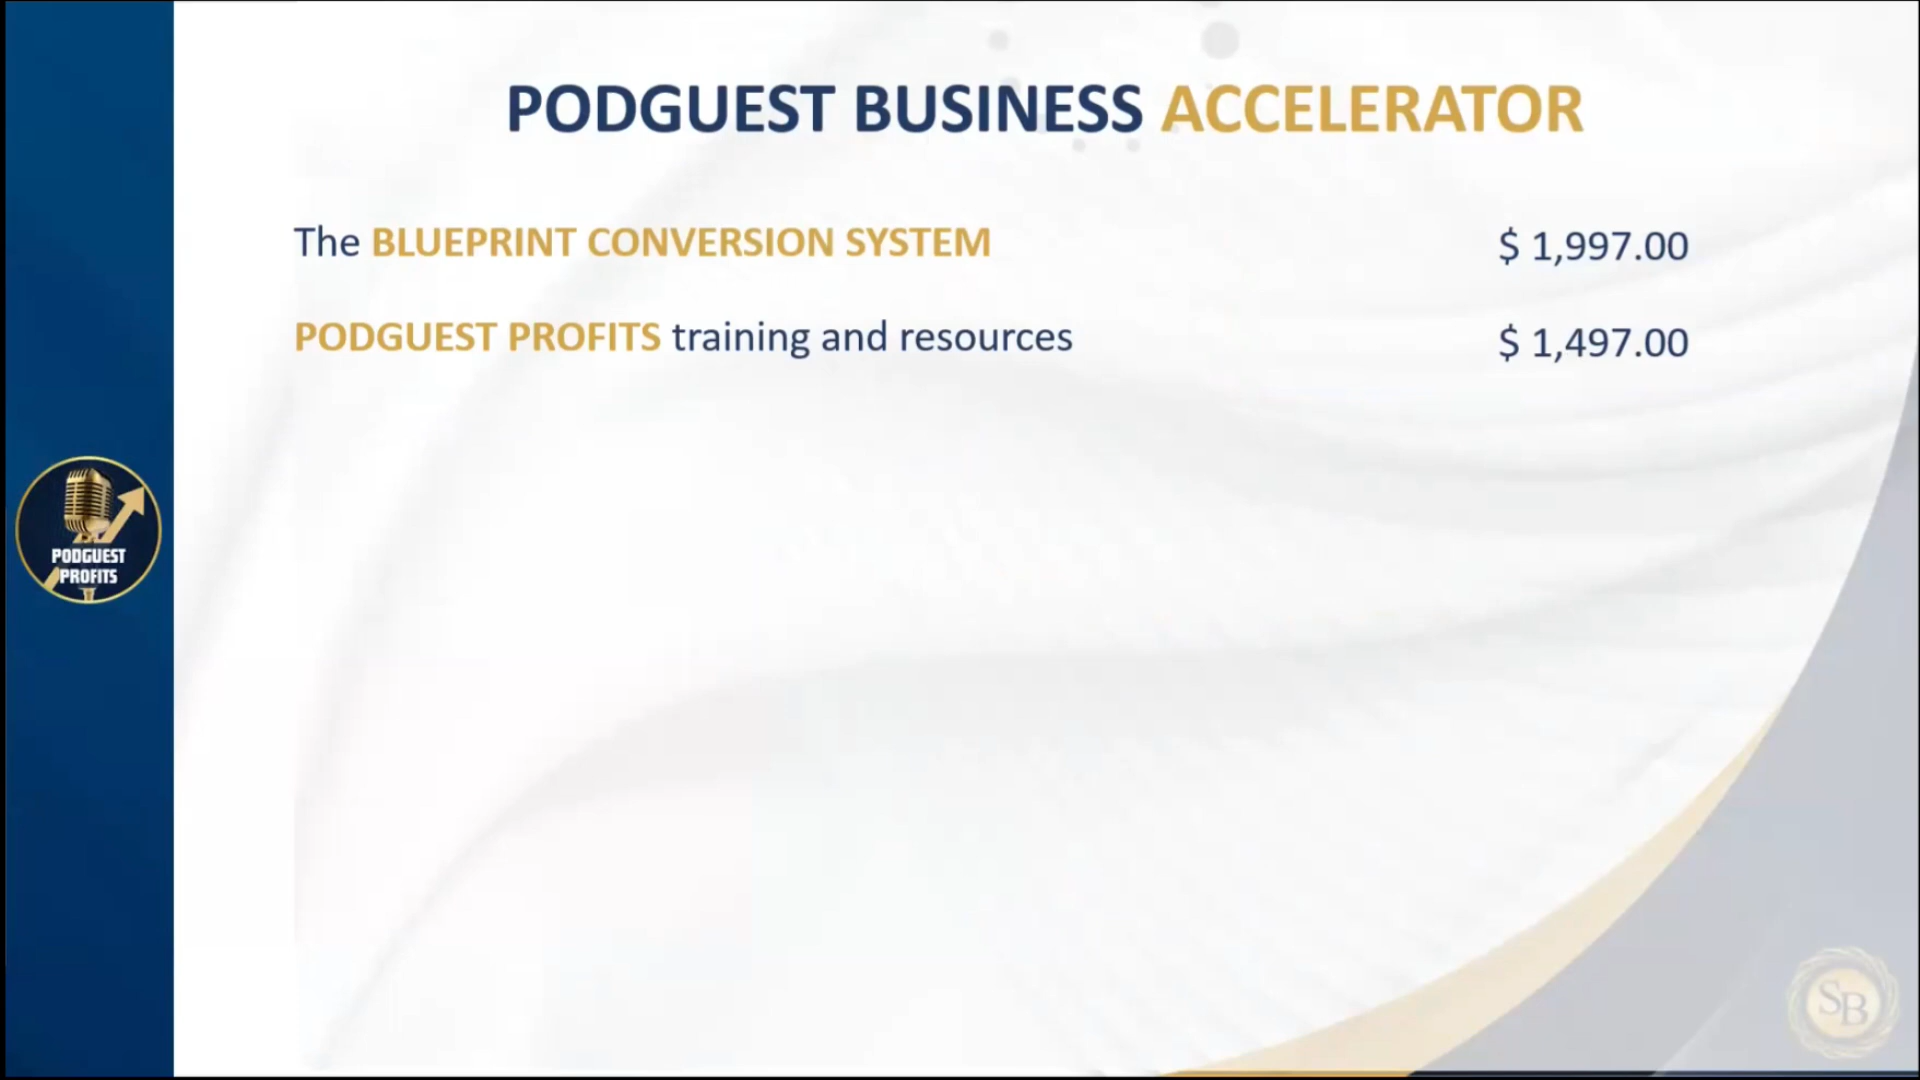 PODGUEST BUSINESS ACCELERATOR
The BLUEPRINT CONVERSION SYSTEM $ 1,997.00
PODGUEST PROFITS training and resources $ 1,497.00
PODGUEST
PROFITS
SB